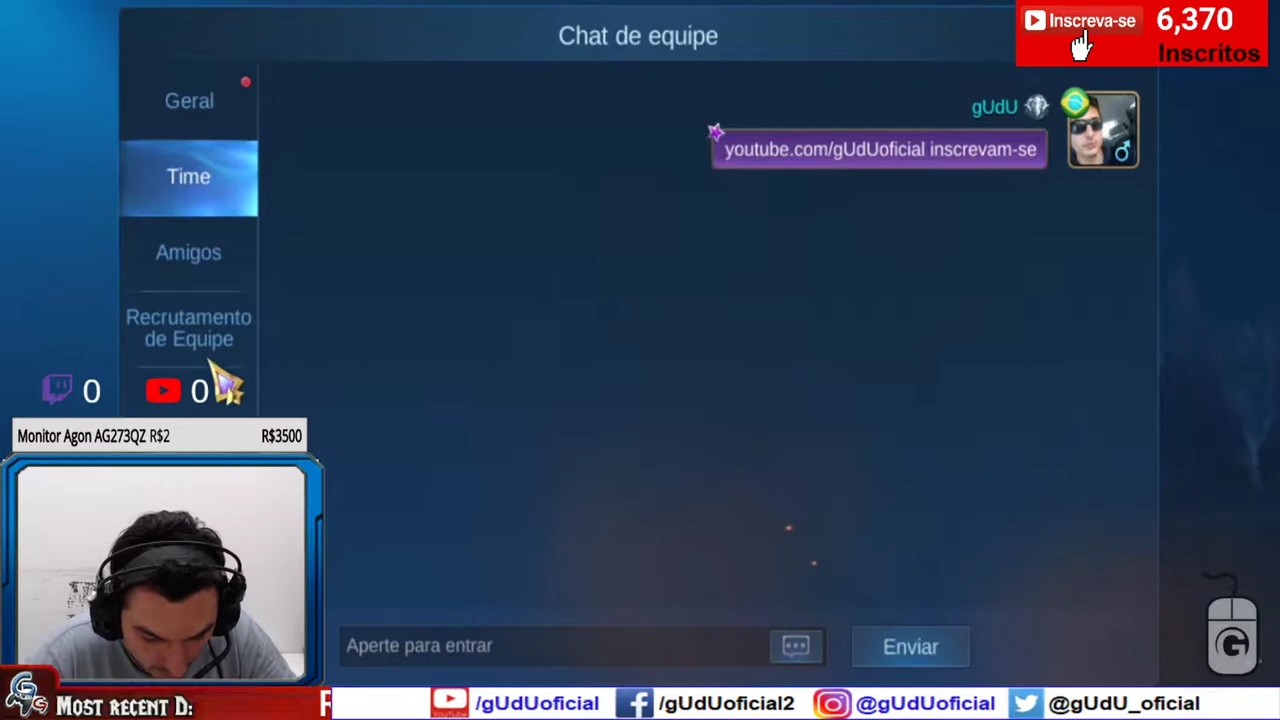 Chat de equipe
Inscreva-se
6,370
Inscritos
Geral
gUdU
youtube.com/gUdUoficial inscrevam-se
Time
Amigos
Recrutamento
de Equipe
0
0
Monitor Agon AG273QZ R$2
R$3500
Aperte para entrar
Enviar
G
MOST RECENT D:
YouTube
/gUdUoficial
/gUdUoficial2
@gUdUoficial
@gUdU_oficial